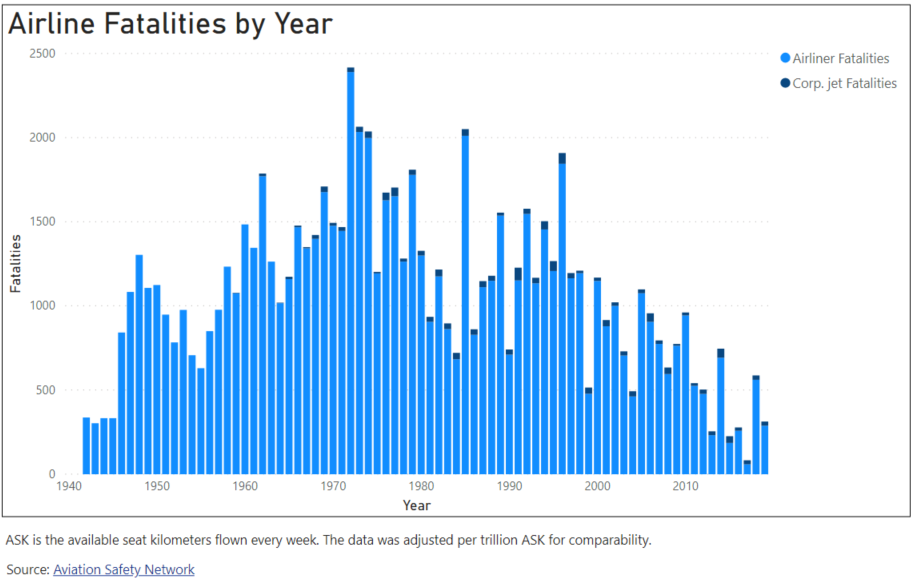 Airline Fatalities by Year
2500
2000
1500
1000
500
0
Fatalities
1940 1950 1960 1970 1980 1990 2000 2010
Year
Airliner Fatalities
Corp. jet Fatalities
ASK is the available seat kilometers flown every week. The data was adjusted per trillion ASK for comparability.
Source: Aviation Safety Network